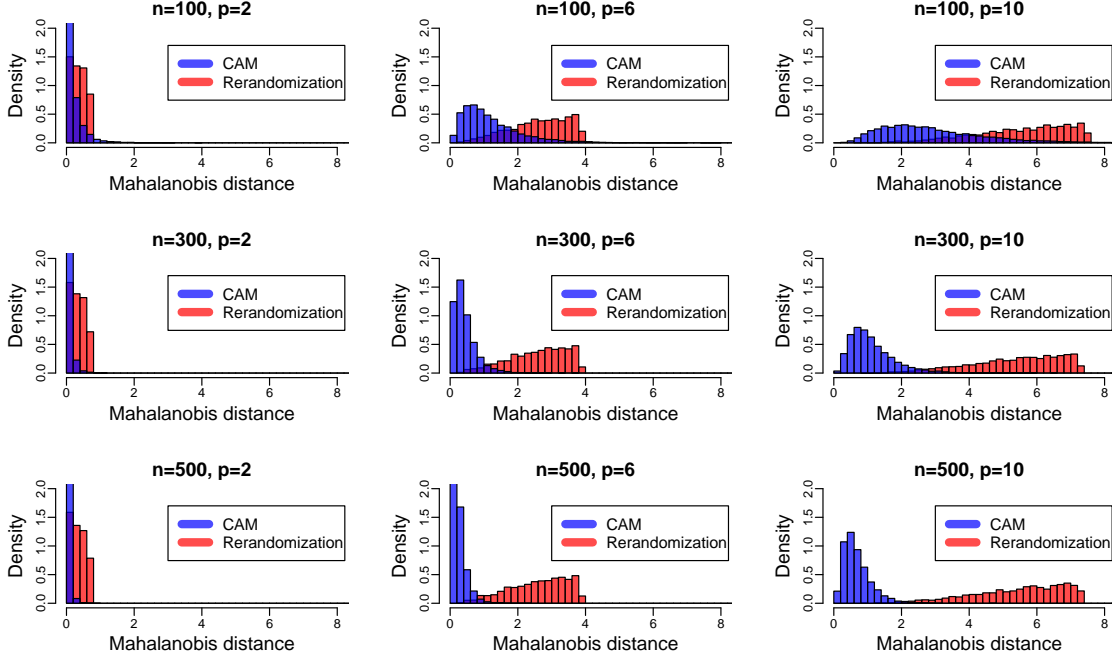 n=100, p=2
n=100, p=6
n=100, p=10
Density
2.0
1.5
1.0
0.5
0.0
CAM
Rerandomization
0 2 4 6 8
Mahalanobis distance
Density
2.0
1.5
1.0
0.5
0.0
CAM
Rerandomization
0 2 4 6 8
Mahalanobis distance
Density
2.0
1.5
1.0
0.5
0.0
CAM
Rerandomization
0 2 4 6 8
Mahalanobis distance
n=300, p=2
n=300, p=6
n=300, p=10
Density
2.0
1.5
1.0
0.5
0.0
CAM
Rerandomization
0 2 4 6 8
Mahalanobis distance
Density
2.0
1.5
1.0
0.5
0.0
CAM
Rerandomization
0 2 4 6 8
Mahalanobis distance
Density
2.0
1.5
1.0
0.5
0.0
CAM
Rerandomization
0 2 4 6 8
Mahalanobis distance
n=500, p=2
n=500, p=6
n=500, p=10
Density
2.0
1.5
1.0
0.5
0.0
CAM
Rerandomization
0 2 4 6 8
Mahalanobis distance
Density
2.0
1.5
1.0
0.5
0.0
CAM
Rerandomization
0 2 4 6 8
Mahalanobis distance
Density
2.0
1.5
1.0
0.5
0.0
CAM
Rerandomization
0 2 4 6 8
Mahalanobis distance